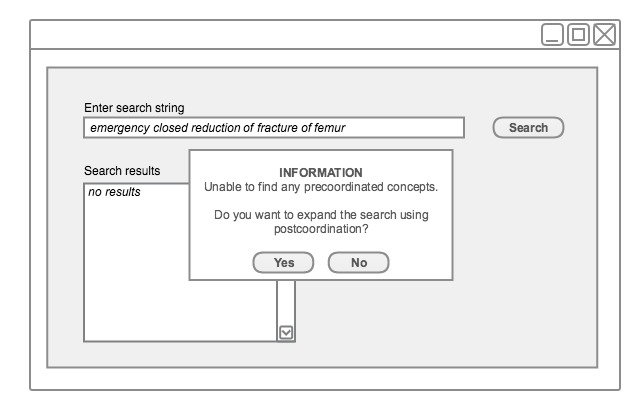 Enter search string
emergency closed reduction of fracture of femur
Search
Search results
no results
INFORMATION
Unable to find any precoordinated concepts.
Do you want to expand the search using
postcoordination?
Yes
No